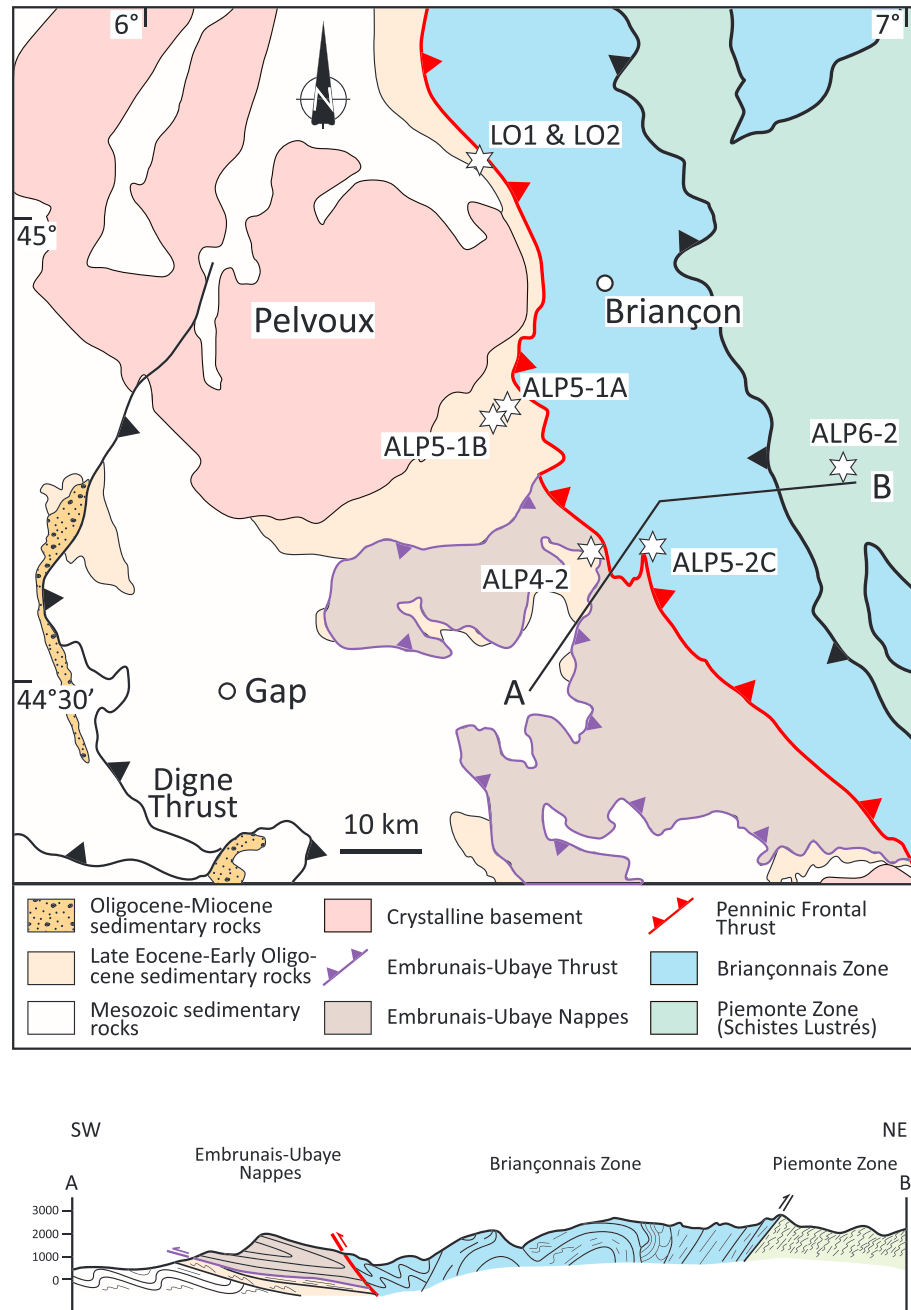 6°
7°
N
LO1 & LO2
45°
Pelvoux
Briançon
ALP5-1A
ALP5-1B
ALP6-2
B
ALP4-2
ALP5-2C
A
44°30’
Gap
Digne
Thrust
10 km
Oligocene-Miocene
sedimentary rocks
Crystalline basement
Penninic Frontal
Thrust
Late Eocene-Early Oligo-
cene sedimentary rocks
Embrunais-Ubaye Thrust
Briançonnais Zone
Mesozoic sedimentary
rocks
Embrunais-Ubaye Nappes
Piemonte Zone
(Schistes Lustrés)
SW
NE
Embrunais-Ubaye
Nappes
Briançonnais Zone
Piemonte Zone
A
B
3000
2000
1000
0